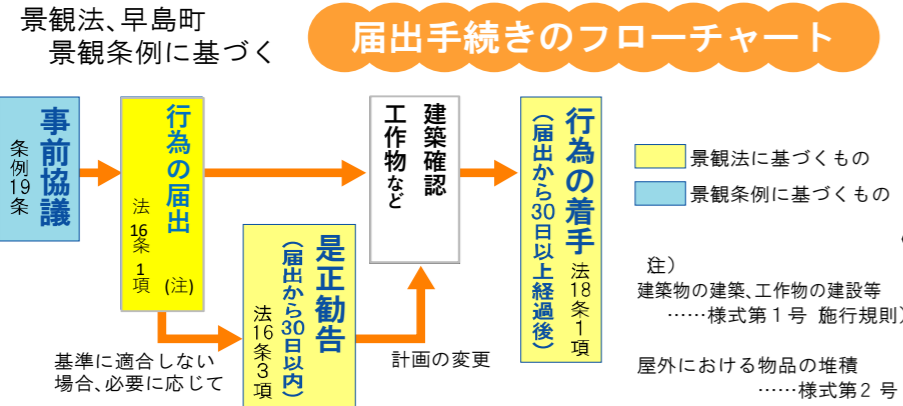 景観法、早島町
景観条例に基づく
届出手続きのフローチャート
事前協議
条例19条
行為の届出
法16条1項
(注)
是正勧告
(届出から30日以内)
法16条3項
建築確認
工作物など
行為の着手
(届出から30日以上経過後)
法18条1項
基準に適合しない
場合、必要に応じて
計画の変更
景観法に基づくもの
景観条例に基づくもの
注）
建築物の建築、工作物の建設等
……様式第1号 施行規則）
屋外における物品の堆積
……様式第2号